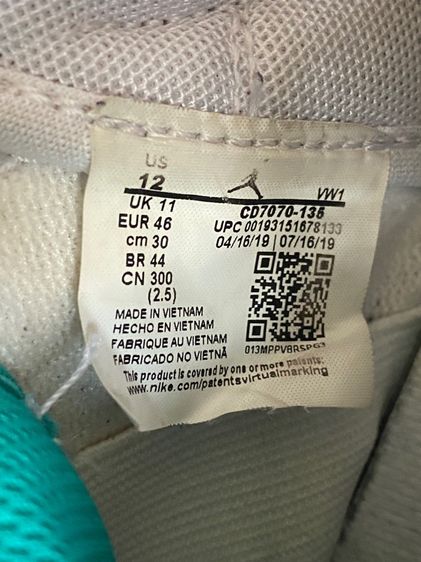 US
12
VW1
UK 11
CD7070-135
EUR 46
UPC 00193151678133
cm 30
04/16/19 | 07/16/19
BR 44
CN 300
(2.5)
MADE IN VIETNAM
HECHO EN VIETNAM
FABRIQUE AU VIETNAM
FABRICADO NO VIETNÃ
013MPPVBRSPG3
This product is covered by one or more patents:
www.nike.com/patentsvirtualmarking